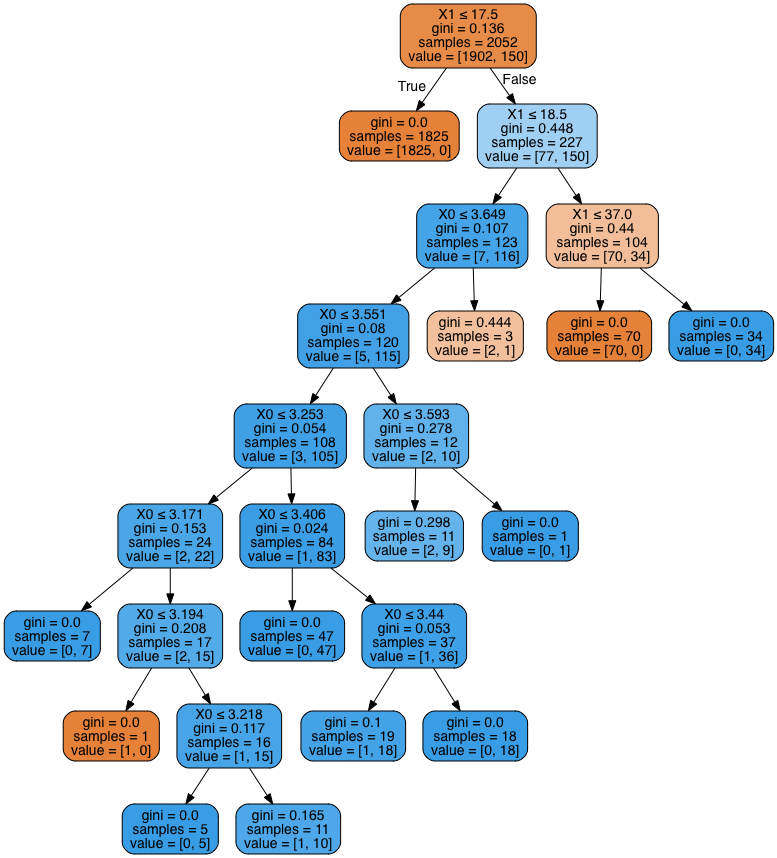 X1 ≤ 17.5
gini = 0.136
samples = 2052
value = [1902, 150]
True
False
gini = 0.0
samples = 1825
value = [1825, 0]
X1 ≤ 18.5
gini = 0.448
samples = 227
value = [77, 150]
X0 ≤ 3.649
gini = 0.107
samples = 123
value = [7, 116]
X1 ≤ 37.0
gini = 0.44
samples = 104
value = [70, 34]
X0 ≤ 3.551
gini = 0.08
samples = 120
value = [5, 115]
gini = 0.444
samples = 3
value = [2, 1]
gini = 0.0
samples = 70
value = [70, 0]
gini = 0.0
samples = 34
value = [0, 34]
X0 ≤ 3.253
gini = 0.054
samples = 108
value = [3, 105]
X0 ≤ 3.593
gini = 0.278
samples = 12
value = [2, 10]
X0 ≤ 3.171
gini = 0.153
samples = 24
value = [2, 22]
X0 ≤ 3.406
gini = 0.024
samples = 84
value = [1, 83]
gini = 0.298
samples = 11
value = [2, 9]
gini = 0.0
samples = 1
value = [0, 1]
gini = 0.0
samples = 7
value = [0, 7]
X0 ≤ 3.194
gini = 0.208
samples = 17
value = [2, 15]
gini = 0.0
samples = 47
value = [0, 47]
X0 ≤ 3.44
gini = 0.053
samples = 37
value = [1, 36]
gini = 0.0
samples = 1
value = [1, 0]
X0 ≤ 3.218
gini = 0.117
samples = 16
value = [1, 15]
gini = 0.1
samples = 19
value = [1, 18]
gini = 0.0
samples = 18
value = [0, 18]
gini = 0.0
samples = 5
value = [0, 5]
gini = 0.165
samples = 11
value = [1, 10]